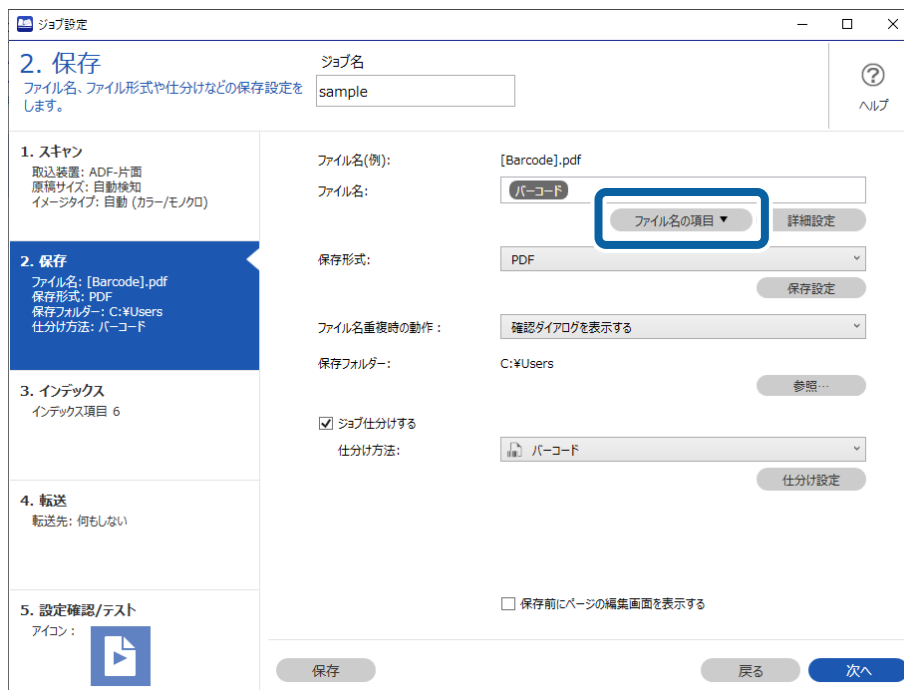 ジョブ設定
2. 保存
ファイル名、ファイル形式や仕分けなどの保存設定を
します。
ジョブ名
sample
ヘルプ
1. スキャン
取込装置: ADF-片面
原稿サイズ: 自動検知
イメージタイプ: 自動 (カラー/モノクロ)
2. 保存
ファイル名: [Barcode].pdf
保存形式: PDF
保存フォルダー: C:¥Users
仕分け方法: バーコード
3. インデックス
インデックス項目 6
4. 転送
転送先: 何もしない
5. 設定確認/テスト
アイコン :
ファイル名(例): [Barcode].pdf
ファイル名: バーコード
ファイル名の項目 ▼ 詳細設定
保存形式: PDF
保存設定
ファイル名重複時の動作 : 確認ダイアログを表示する
保存フォルダー: C:¥Users
参照…
ジョブ仕分けする
仕分け方法: バーコード
仕分け設定
保存前にページの編集画面を表示する
保存 戻る 次へ